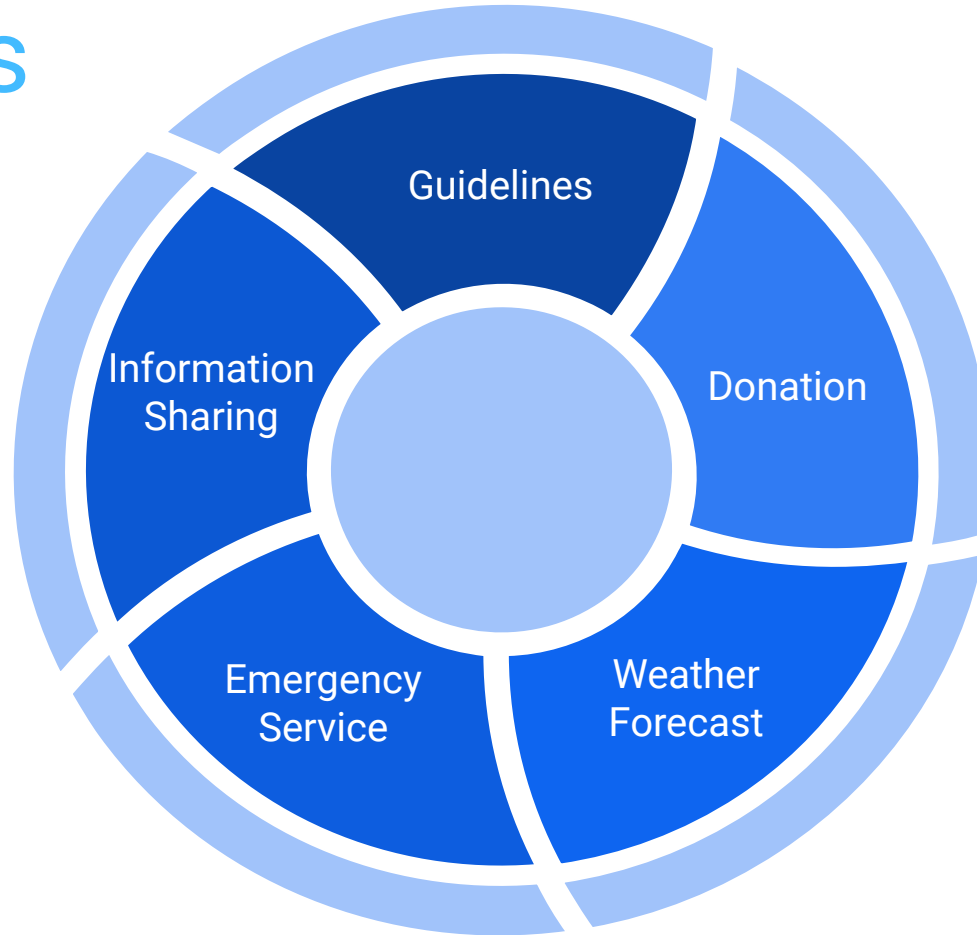 s
Guidelines
Donation
Information
Sharing
Weather
Forecast
Emergency
Service